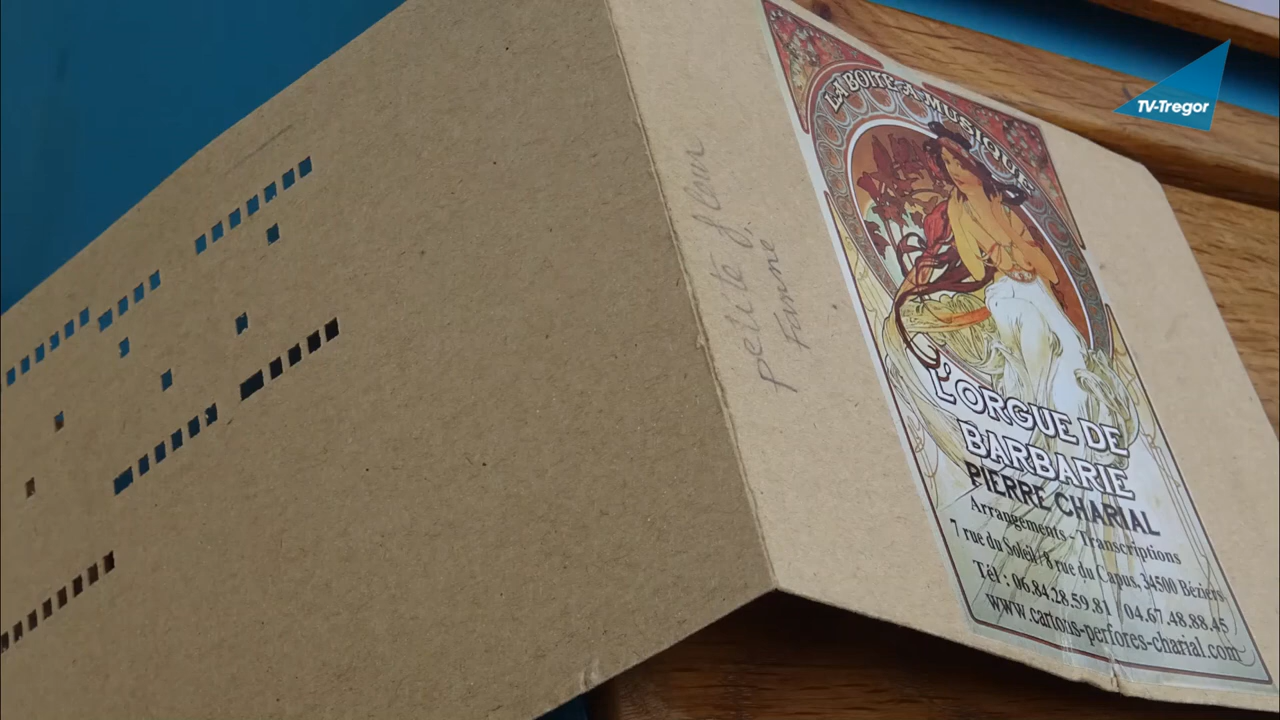 TV-Tregor
petite fleur
Fanne
LA BOITE A MUSIQUE
L'ORGUE DE
BARBARIE
PIERRE CHARIAL
Arrangements - Transcriptions
7 rue du Soleil / 8 rue du Capus, 34500 Béziers
Tél : 06.84.28.59.81 / 04.67.48.88.45
www.cartons-perfores-charial.com